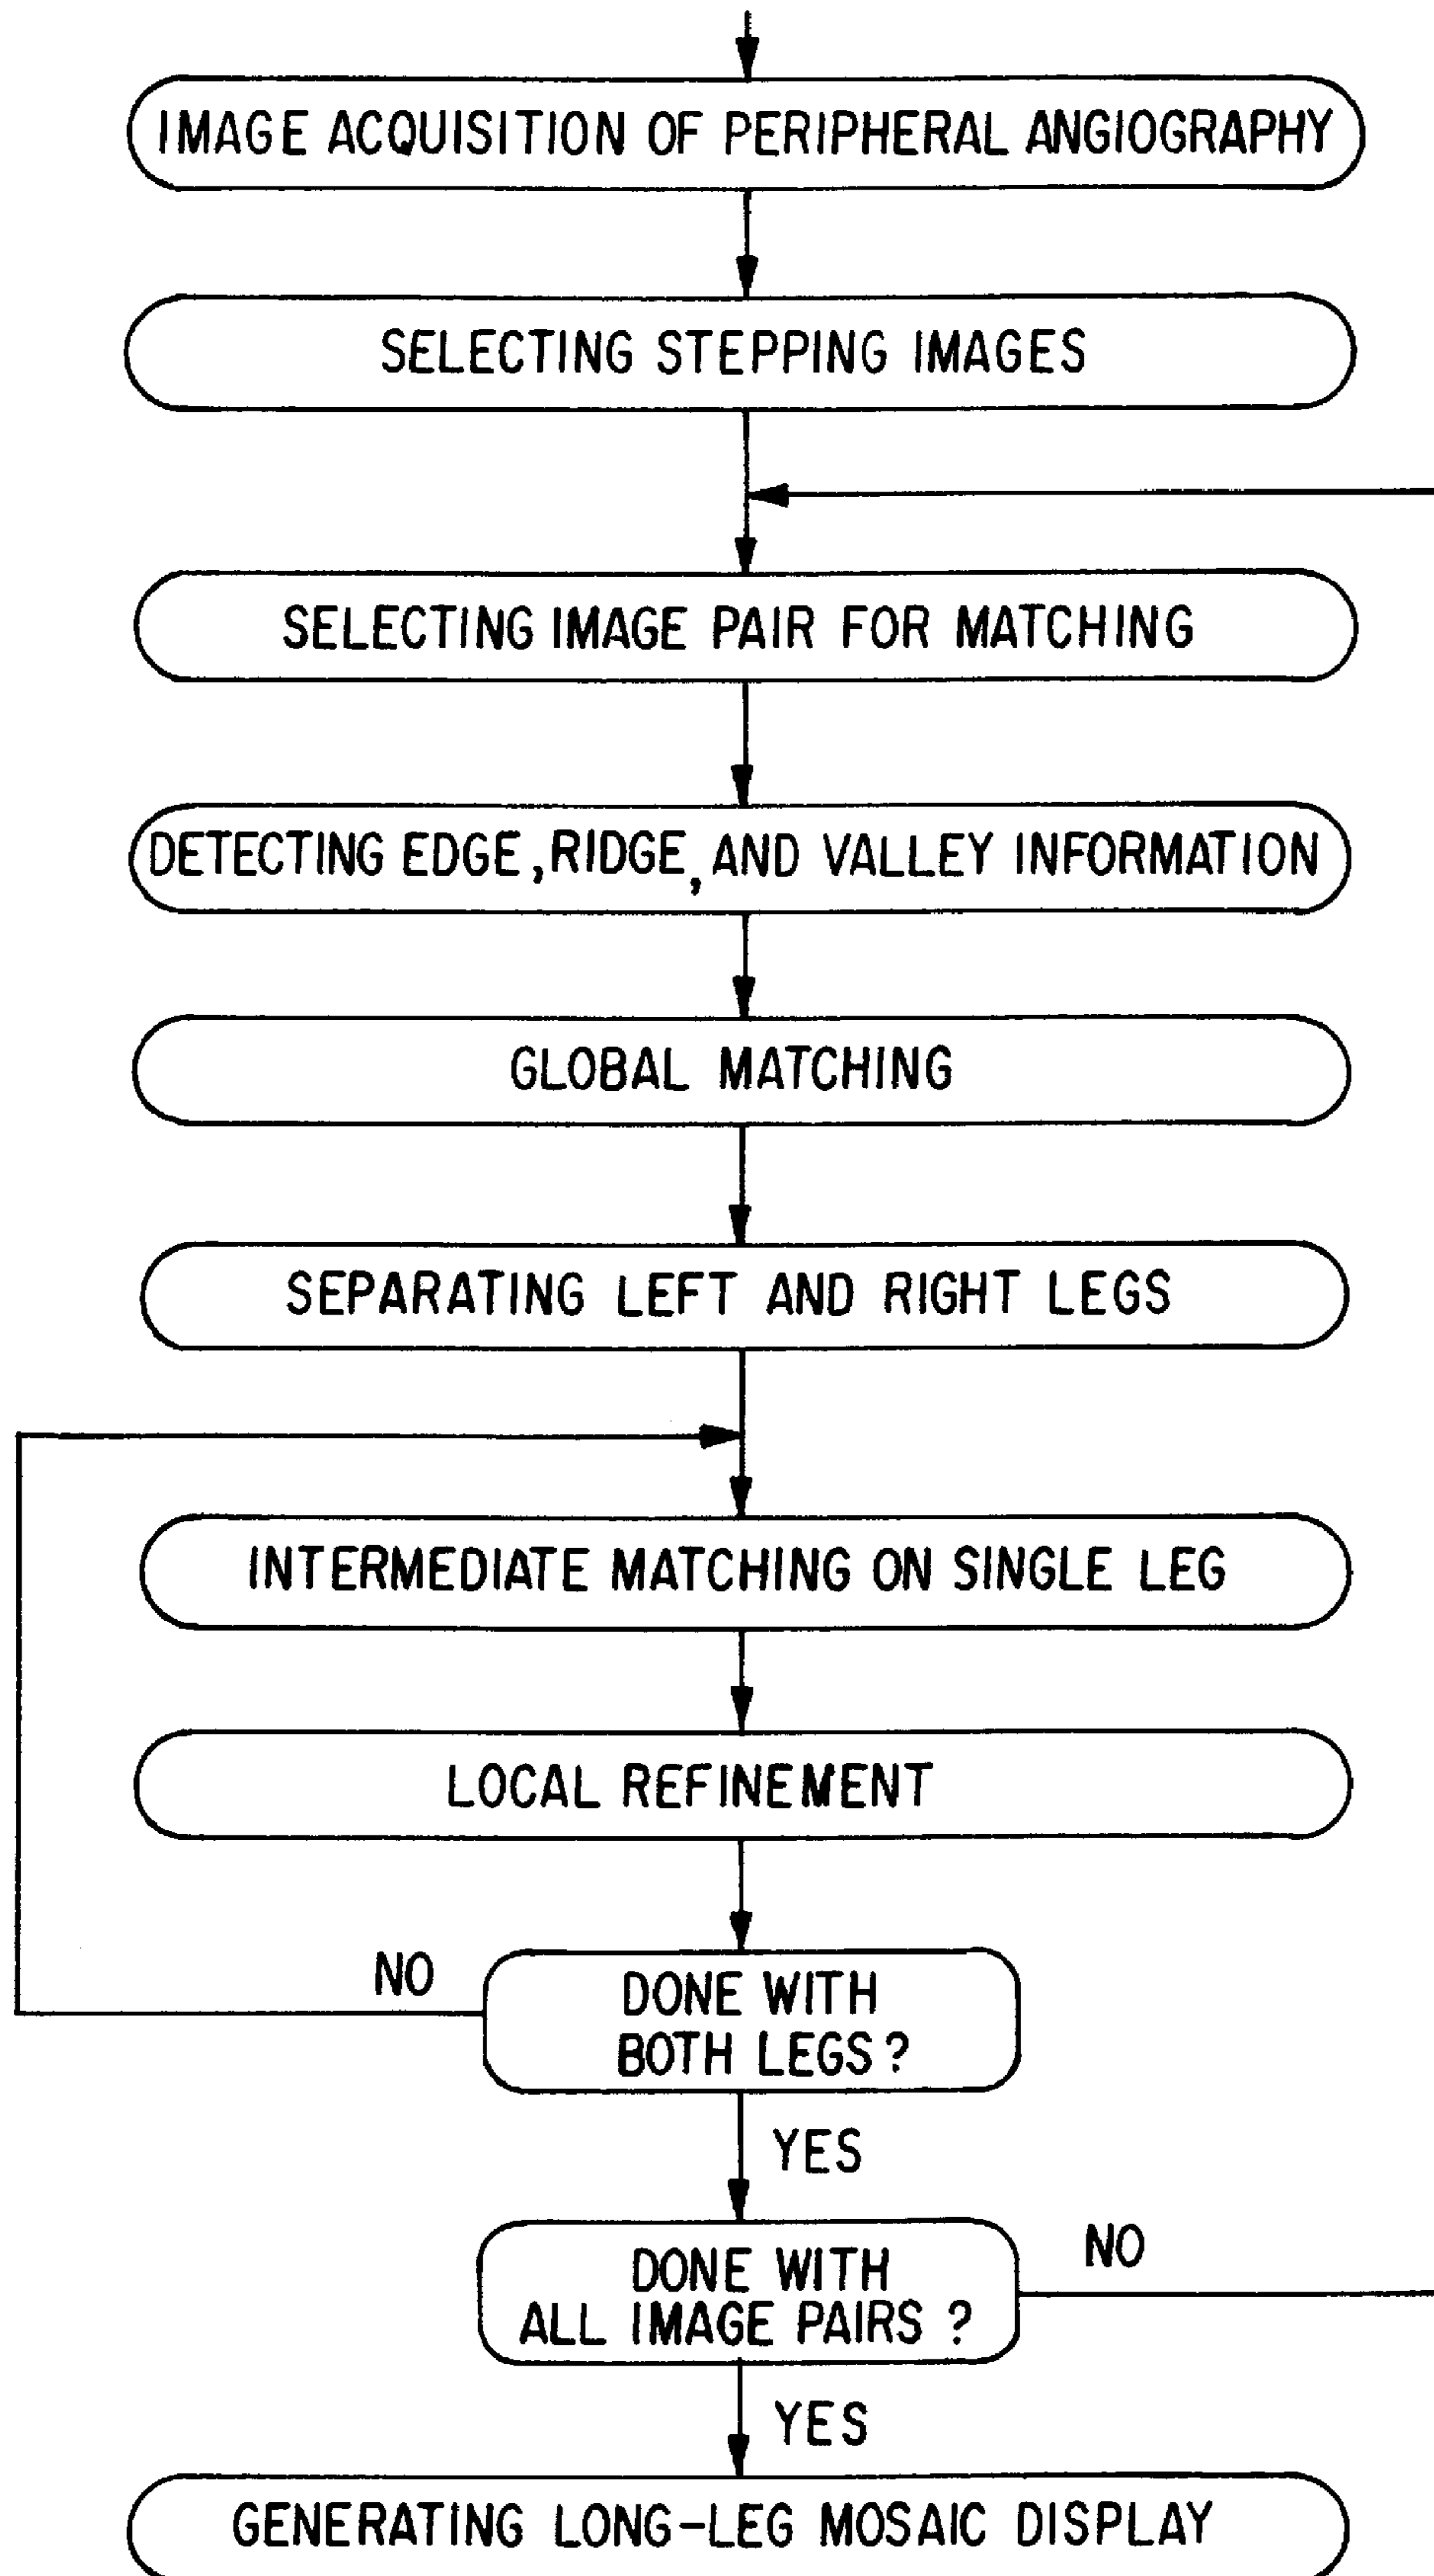 IMAGE ACQUISITION OF PERIPHERAL ANGIOGRAPHY
SELECTING STEPPING IMAGES
SELECTING IMAGE PAIR FOR MATCHING
DETECTING EDGE, RIDGE, AND VALLEY INFORMATION
GLOBAL MATCHING
SEPARATING LEFT AND RIGHT LEGS
INTERMEDIATE MATCHING ON SINGLE LEG
LOCAL REFINEMENT
NO
DONE WITH
BOTH LEGS?
YES
DONE WITH
ALL IMAGE PAIRS ?
NO
YES
GENERATING LONG-LEG MOSAIC DISPLAY